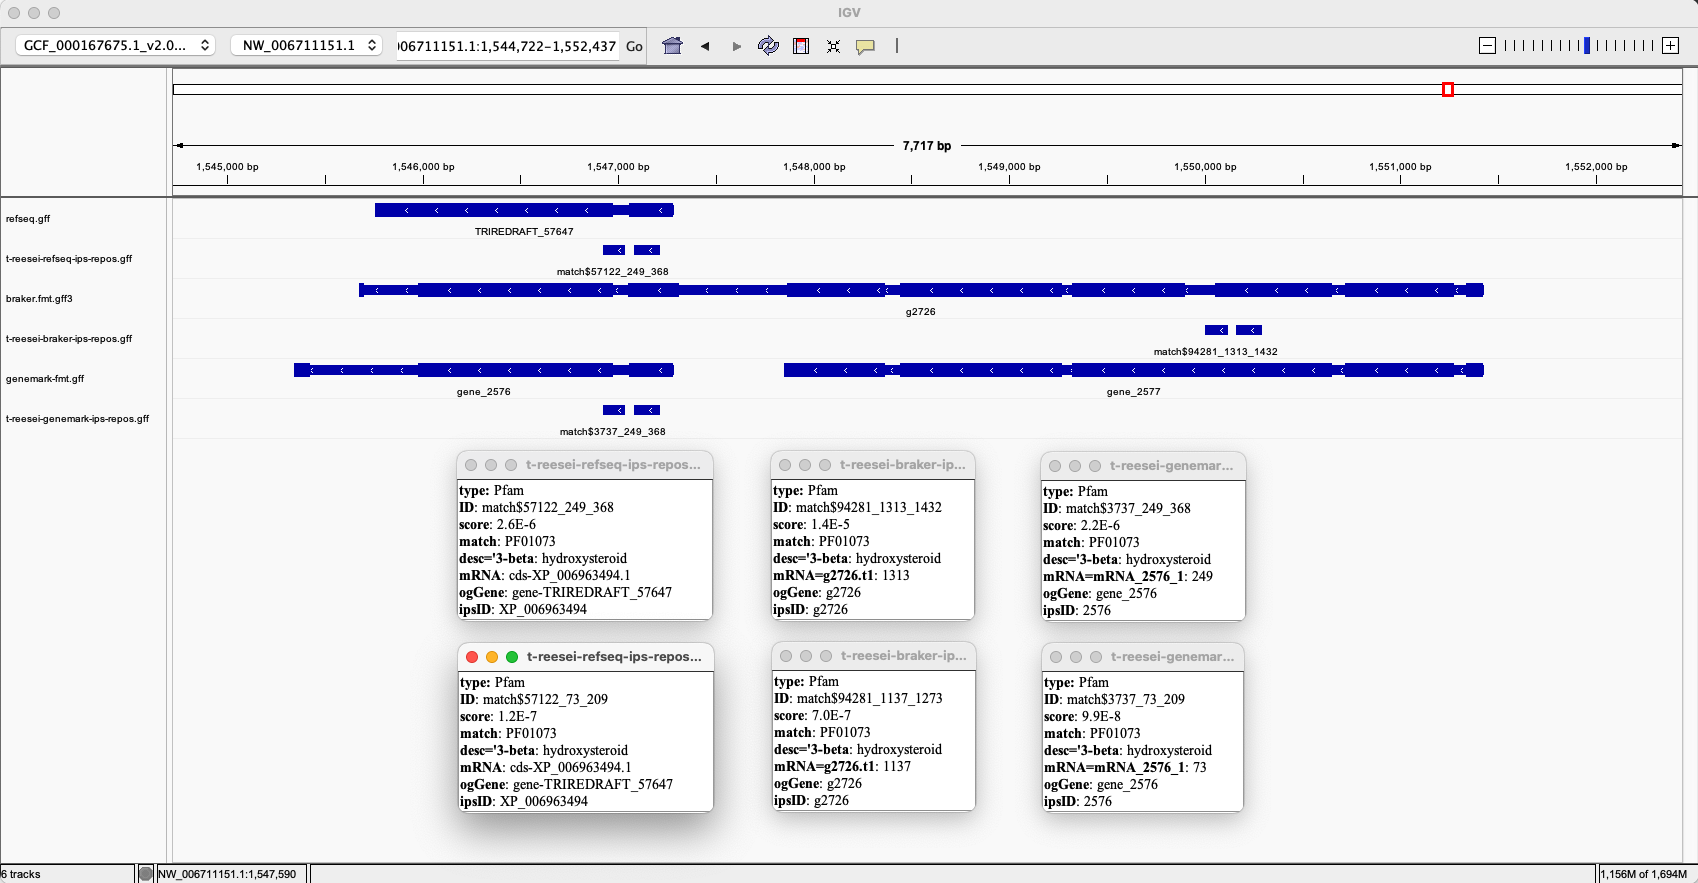 IGV
GCF_000167675.1_v2.0...
NW_006711151.1
006711151.1:1,544,722-1,552,437
Go
7,717 bp
1,545,000 bp
1,546,000 bp
1,547,000 bp
1,548,000 bp
1,549,000 bp
1,550,000 bp
1,551,000 bp
1,552,000 bp
refseq.gff
TRIREDRAFT_57647
t-reesei-refseq-ips-repos.gff
match$57122_249_368
braker.fmt.gff3
g2726
t-reesei-braker-ips-repos.gff
match$94281_1313_1432
genemark-fmt.gff
gene_2576
gene_2577
t-reesei-genemark-ips-repos.gff
match$3737_249_368
t-reesei-refseq-ips-repos...
type: Pfam
ID: match$57122_249_368
score: 2.6E-6
match: PF01073
desc='3-beta: hydroxysteroid
mRNA: cds-XP_006963494.1
ogGene: gene-TRIREDRAFT_57647
ipsID: XP_006963494
t-reesei-braker-ip...
type: Pfam
ID: match$94281_1313_1432
score: 1.4E-5
match: PF01073
desc='3-beta: hydroxysteroid
mRNA=g2726.t1: 1313
ogGene: g2726
ipsID: g2726
t-reesei-genemar...
type: Pfam
ID: match$3737_249_368
score: 2.2E-6
match: PF01073
desc='3-beta: hydroxysteroid
mRNA=mRNA_2576_1: 249
ogGene: gene_2576
ipsID: 2576
t-reesei-refseq-ips-repos...
type: Pfam
ID: match$57122_73_209
score: 1.2E-7
match: PF01073
desc='3-beta: hydroxysteroid
mRNA: cds-XP_006963494.1
ogGene: gene-TRIREDRAFT_57647
ipsID: XP_006963494
t-reesei-braker-ip...
type: Pfam
ID: match$94281_1137_1273
score: 7.0E-7
match: PF01073
desc='3-beta: hydroxysteroid
mRNA=g2726.t1: 1137
ogGene: g2726
ipsID: g2726
t-reesei-genemar...
type: Pfam
ID: match$3737_73_209
score: 9.9E-8
match: PF01073
desc='3-beta: hydroxysteroid
mRNA=mRNA_2576_1: 73
ogGene: gene_2576
ipsID: 2576
6 tracks
NW_006711151.1:1,547,590
1,156M of 1,694M